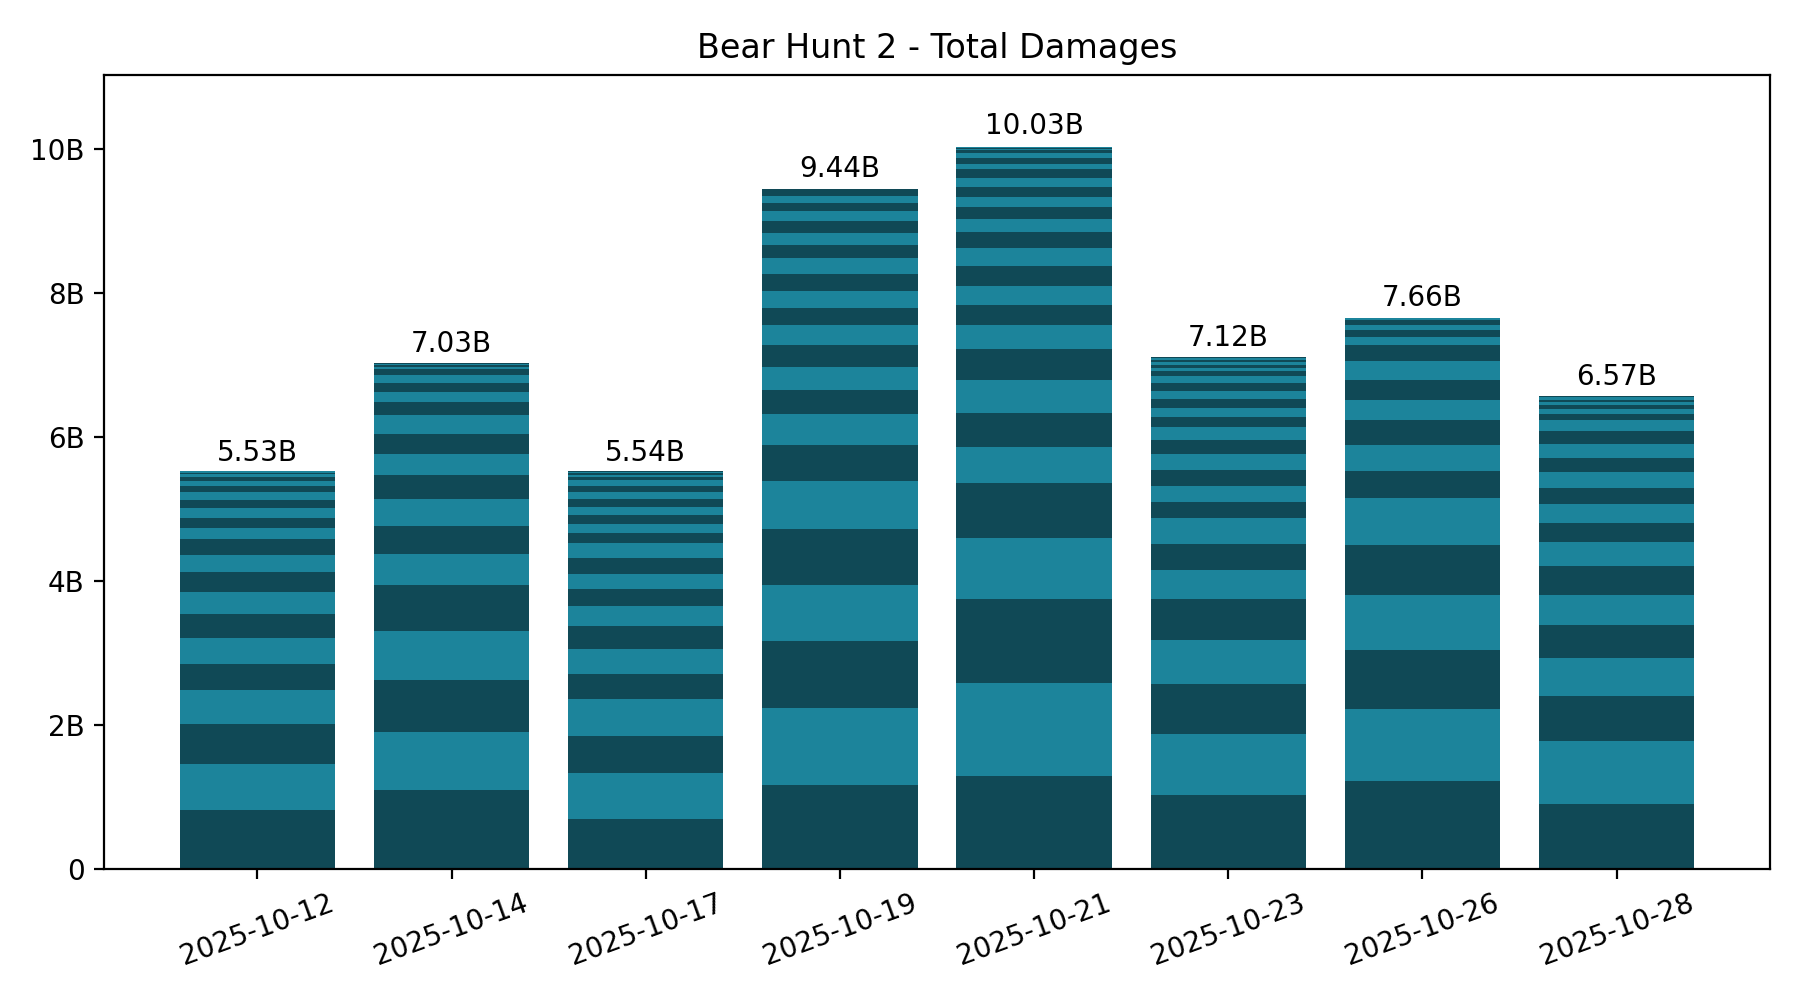 Bear Hunt 2 - Total Damages
10.03B
9.44B
7.66B
7.12B
7.03B
6.57B
5.53B
5.54B
10B
8B
6B
4B
2B
0
2025-10-12
2025-10-14
2025-10-17
2025-10-19
2025-10-21
2025-10-23
2025-10-26
2025-10-28